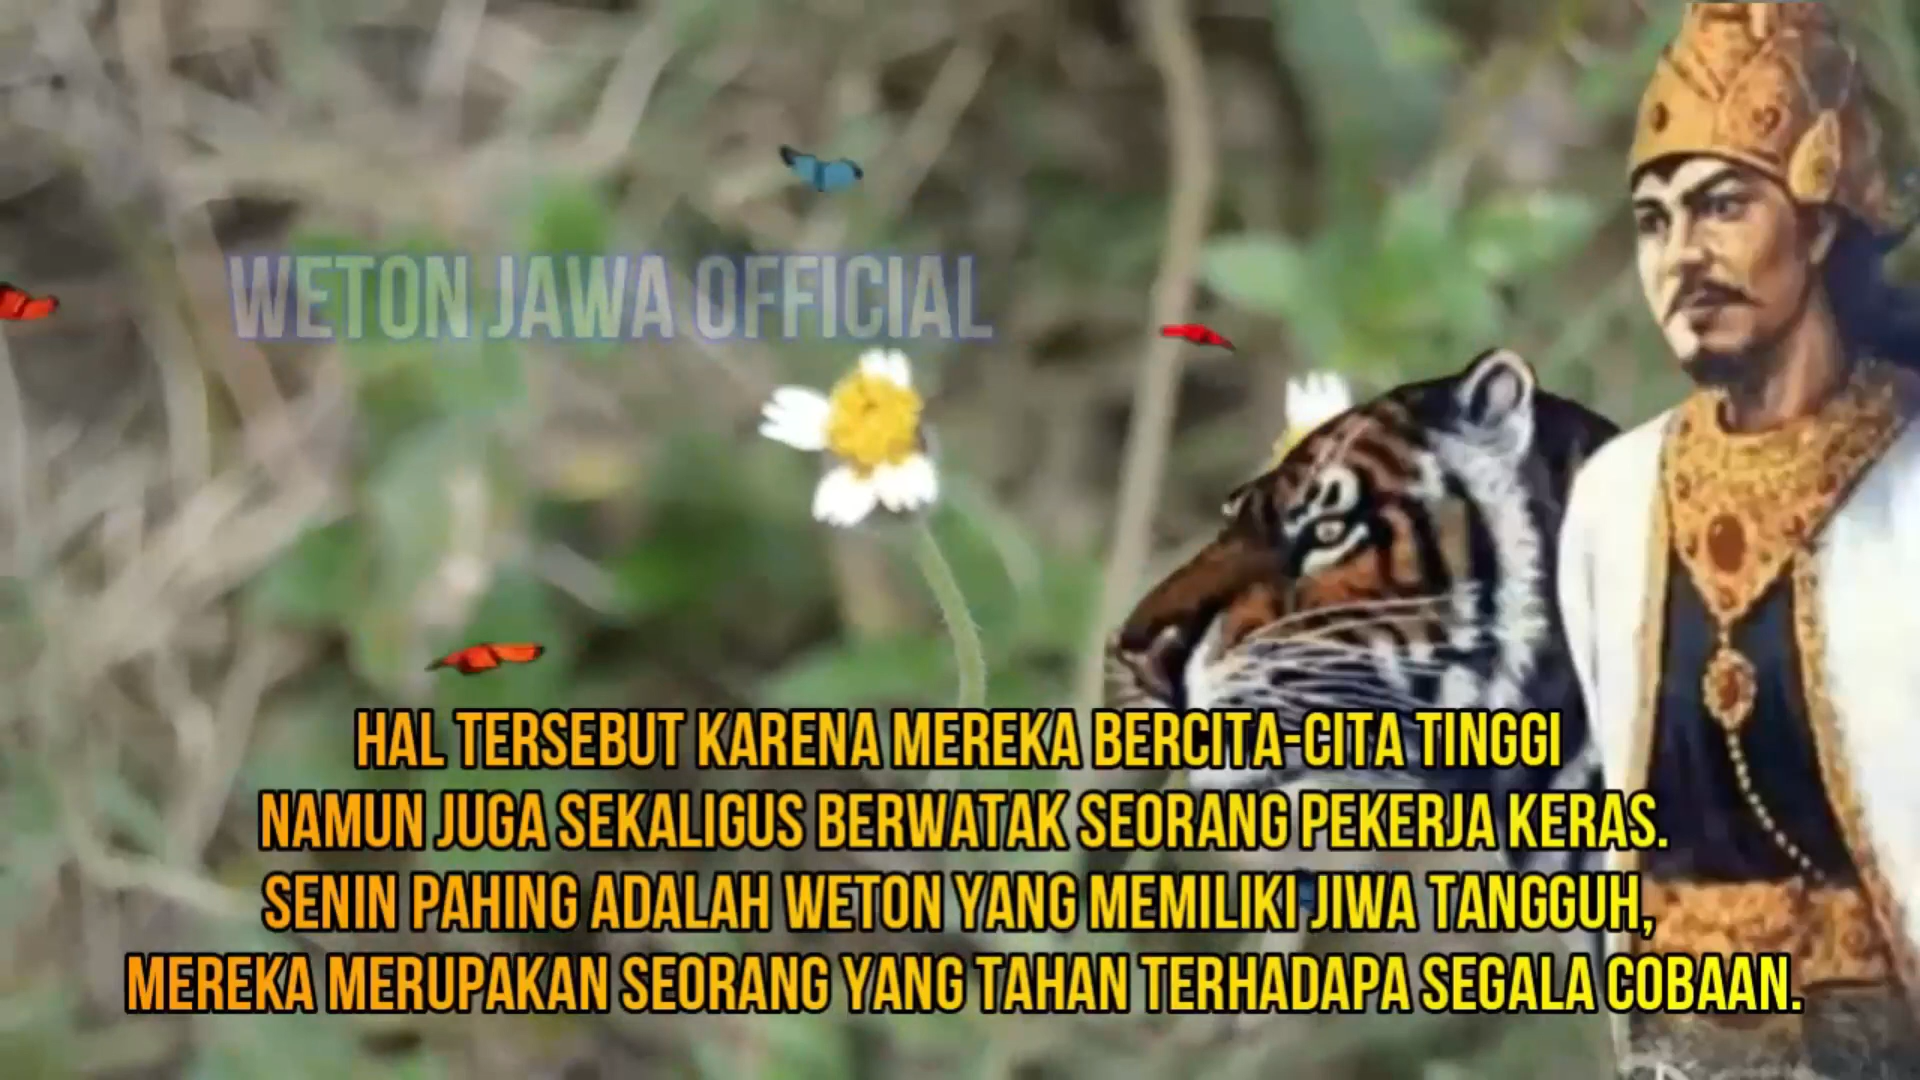 WETON JAWA OFFICIAL
HAL TERSEBUT KARENA MEREKA BERCITA-CITA TINGGI
NAMUN JUGA SEKALIGUS BERWATAK SEORANG PEKERJA KERAS.
SENIN PAHING ADALAH WETON YANG MEMILIKI JIWA TANGGUH,
MEREKA MERUPAKAN SEORANG YANG TAHAN TERHADAPA SEGALA COBAAN.